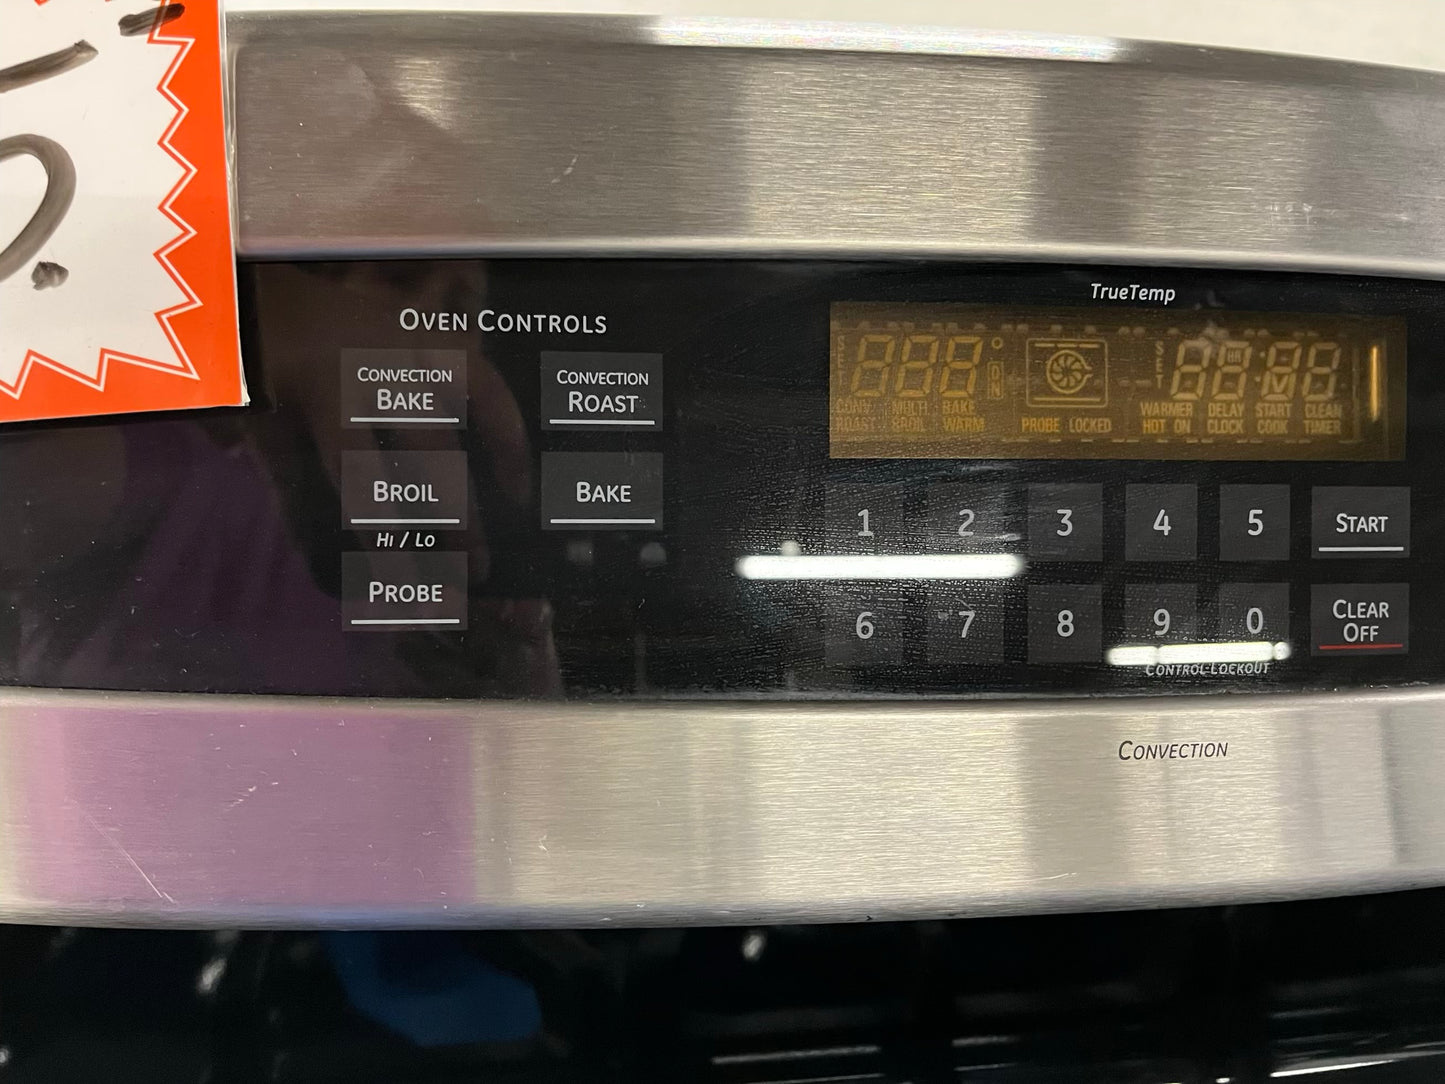 TrueTemp
OVEN CONTROLS
CONVECTION
BAKE
CONVECTION
ROAST
BROIL
HI / LO
BAKE
PROBE
SET
888°
SET
HR
88:88
CONV MULTI BAKE
ROAST BROIL WARM
PROBE LOCKED
WARMER DELAY START CLEAN
HOT ON CLOCK COOK TIMER
1 2 3 4 5
START
6 7 8 9 0
CLEAR
OFF
CONTROL LOCKOUT
CONVECTION